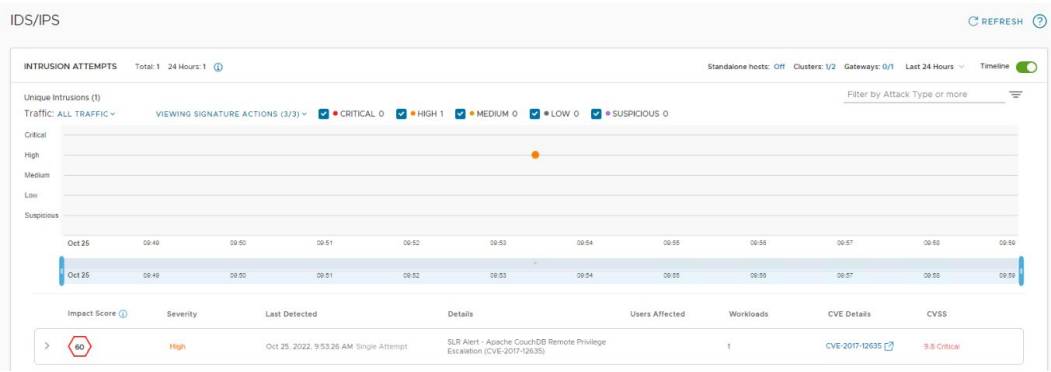 IDS/IPS
REFRESH
INTRUSION ATTEMPTS Total: 1 24 Hours: 1
Standalone hosts: Off Clusters: 1/2 Gateways: 0/1 Last 24 Hours Timeline
Unique Intrusions (1)
Filter by Attack Type or more
Traffic: ALL TRAFFIC VIEWING SIGNATURE ACTIONS (3/3) CRITICAL 0 HIGH 1 MEDIUM 0 LOW 0 SUSPICIOUS 0
Critical
High
Medium
Low
Suspicious
Oct 25 09:49 09:50 09:51 09:52 09:53 09:54 09:55 09:56 09:57 09:58 09:59
Oct 25 09:49 09:50 09:51 09:52 09:53 09:54 09:55 09:56 09:57 09:58 09:59
Impact Score Severity Last Detected Details Users Affected Workloads CVE Details CVSS
60 High Oct 25, 2022, 9:53:26 AM Single Attempt
SLR Alert - Apache CouchDB Remote Privilege
Escalation (CVE-2017-12635)
1 CVE-2017-12635 9.8 Critical